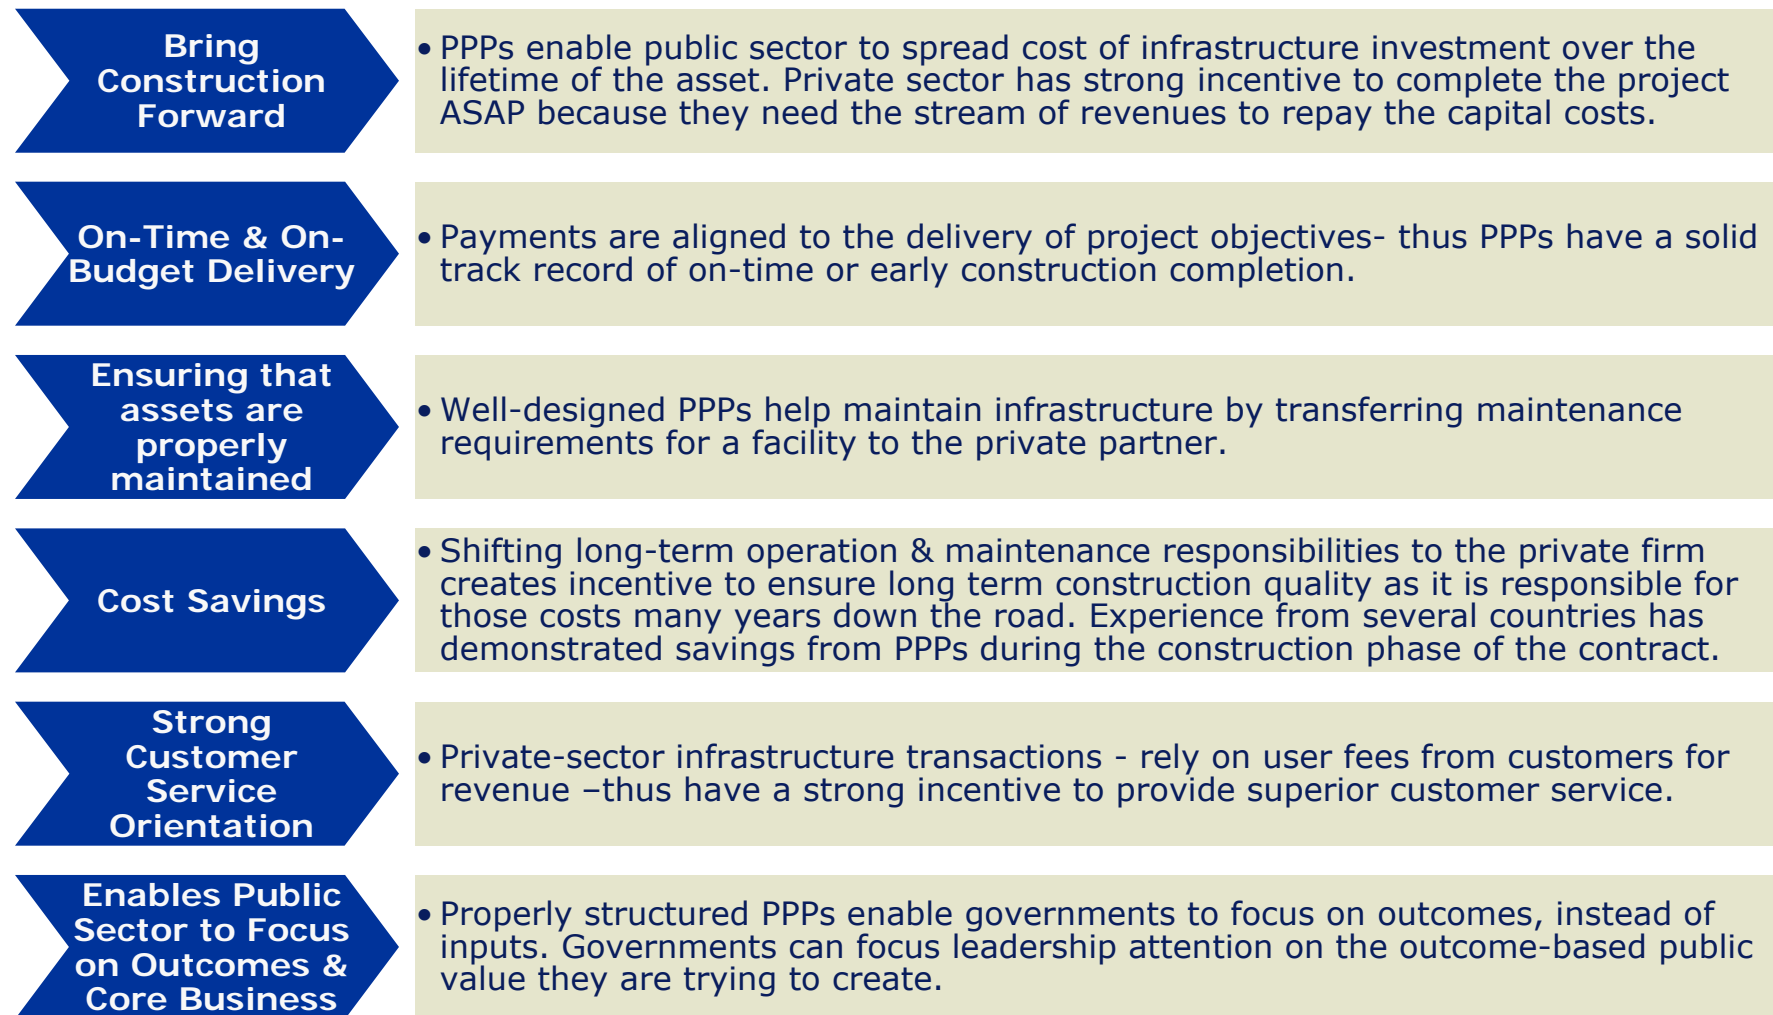 Bring
Construction
Forward
• PPPs enable public sector to spread cost of infrastructure investment over the
lifetime of the asset. Private sector has strong incentive to complete the project
ASAP because they need the stream of revenues to repay the capital costs.
On-Time & On-
Budget Delivery
• Payments are aligned to the delivery of project objectives- thus PPPs have a solid
track record of on-time or early construction completion.
Ensuring that
assets are
properly
maintained
• Well-designed PPPs help maintain infrastructure by transferring maintenance
requirements for a facility to the private partner.
Cost Savings
• Shifting long-term operation & maintenance responsibilities to the private firm
creates incentive to ensure long term construction quality as it is responsible for
those costs many years down the road. Experience from several countries has
demonstrated savings from PPPs during the construction phase of the contract.
Strong
Customer
Service
Orientation
• Private-sector infrastructure transactions - rely on user fees from customers for
revenue –thus have a strong incentive to provide superior customer service.
Enables Public
Sector to Focus
on Outcomes &
Core Business
• Properly structured PPPs enable governments to focus on outcomes, instead of
inputs. Governments can focus leadership attention on the outcome-based public
value they are trying to create.